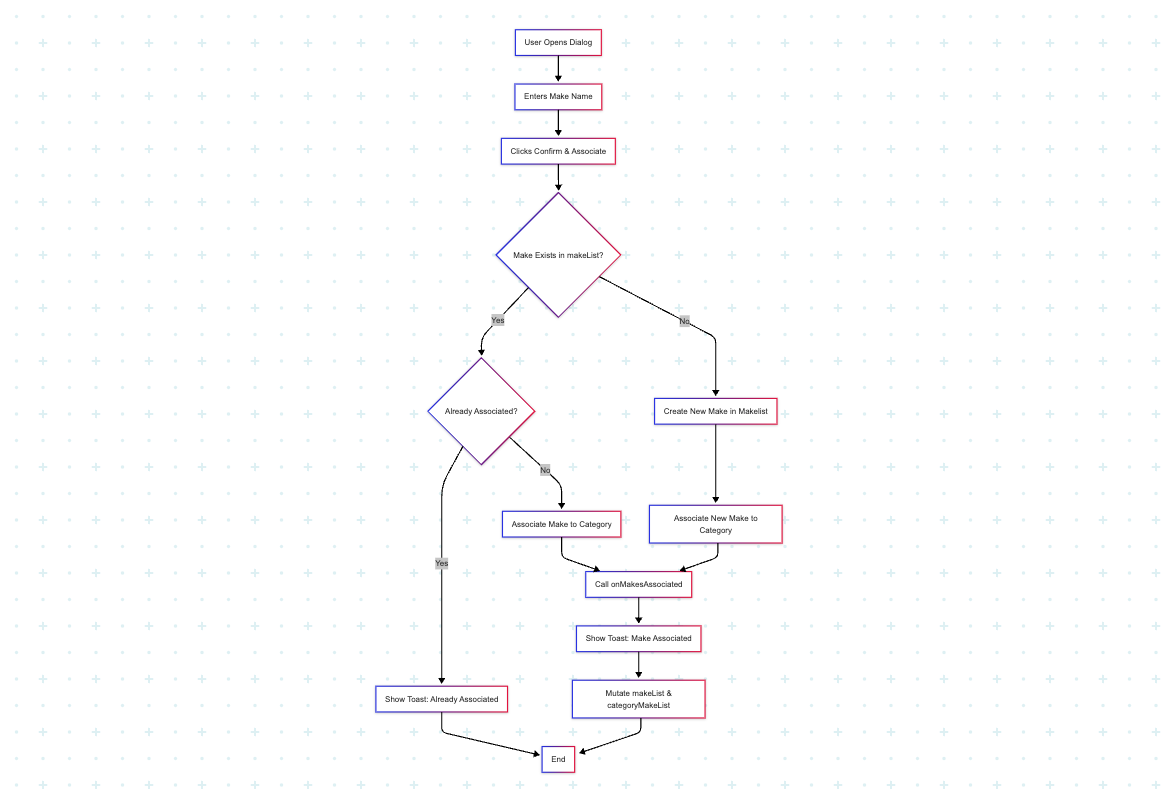 User Opens Dialog
Enters Make Name
Clicks Confirm & Associate
Make Exists in makeList?
Yes
No
Already Associated?
Create New Make in Makelist
No
Associate Make to Category
Associate New Make to
Category
Yes
Call onMakesAssociated
Show Toast: Make Associated
Show Toast: Already Associated
Mutate makeList &
categoryMakeList
End